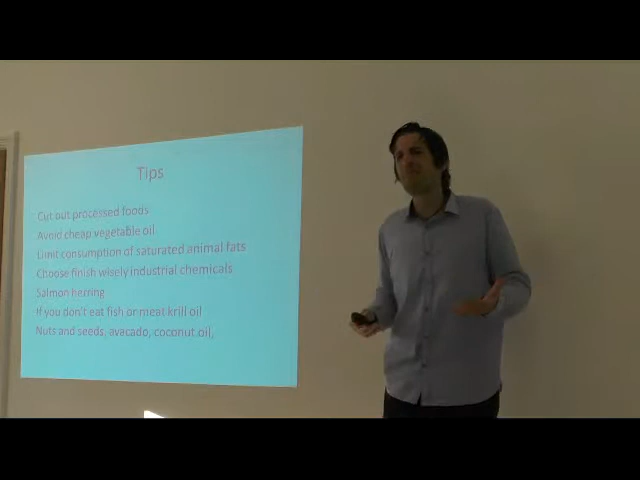 Tips
Cut out processed foods
Avoid cheap vegetable oil
Limit consumption of saturated animal fats
Choose finish wisely industrial chemicals
Salmon herring
If you don't eat fish or meat krill oil
Nuts and seeds, avacado, coconut oil,